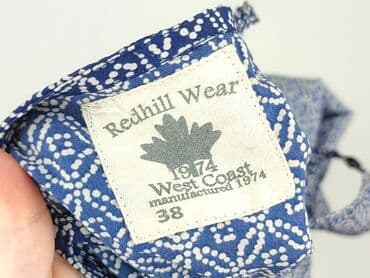 Redhill Wear
1974
West Coast
manufactured 1974
38